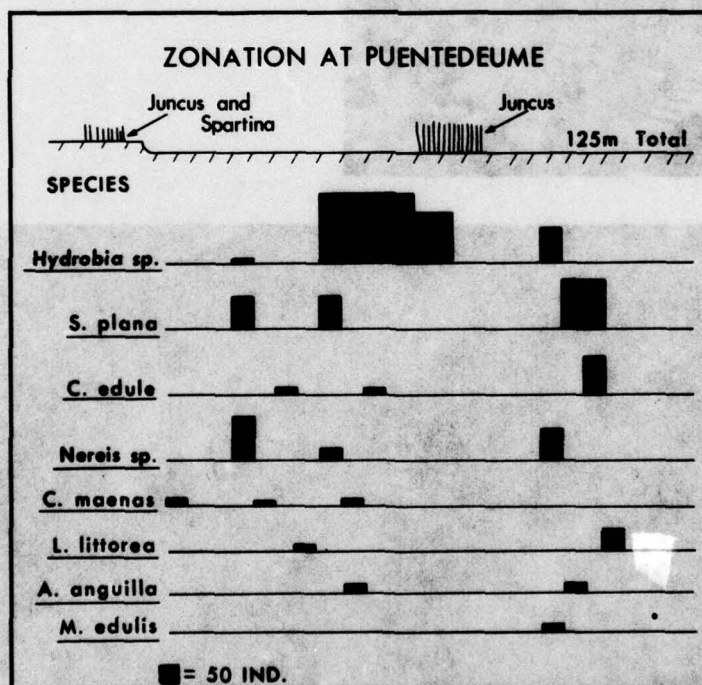 ZONATION AT PUENTEDEUME
Juncus and
Spartina
Juncus
125m Total
SPECIES
Hydrobia sp.
S. plana
C. edule
Nereis sp.
C. maenas
L. littorea
A. anguilla
M. edulis
= 50 IND.